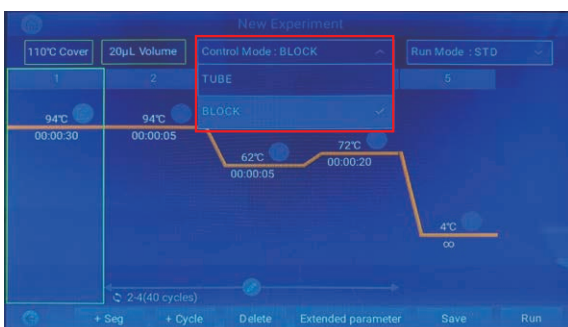 New Experiment
110℃ Cover
20μL Volume
Control Mode : BLOCK
Run Mode : STD
TUBE
BLOCK
1
2
5
94℃
00:00:30
94℃
00:00:05
62℃
00:00:05
72℃
00:00:20
4℃
∞
2-4(40 cycles)
+ Seg
+ Cycle
Delete
Extended parameter
Save
Run